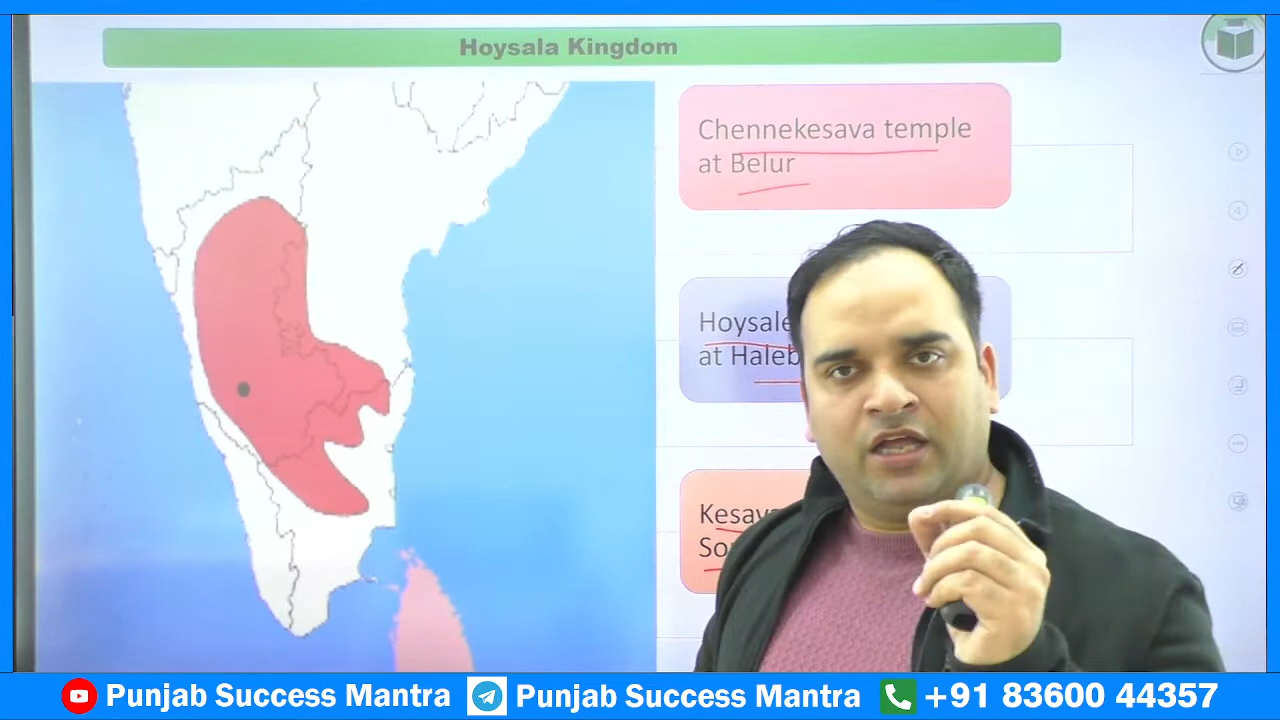 Hoysala Kingdom
Chennekesava temple
at Belur
Hoysale
at Haleb
Kesava
So
Punjab Success Mantra
Punjab Success Mantra
+91 83600 44357